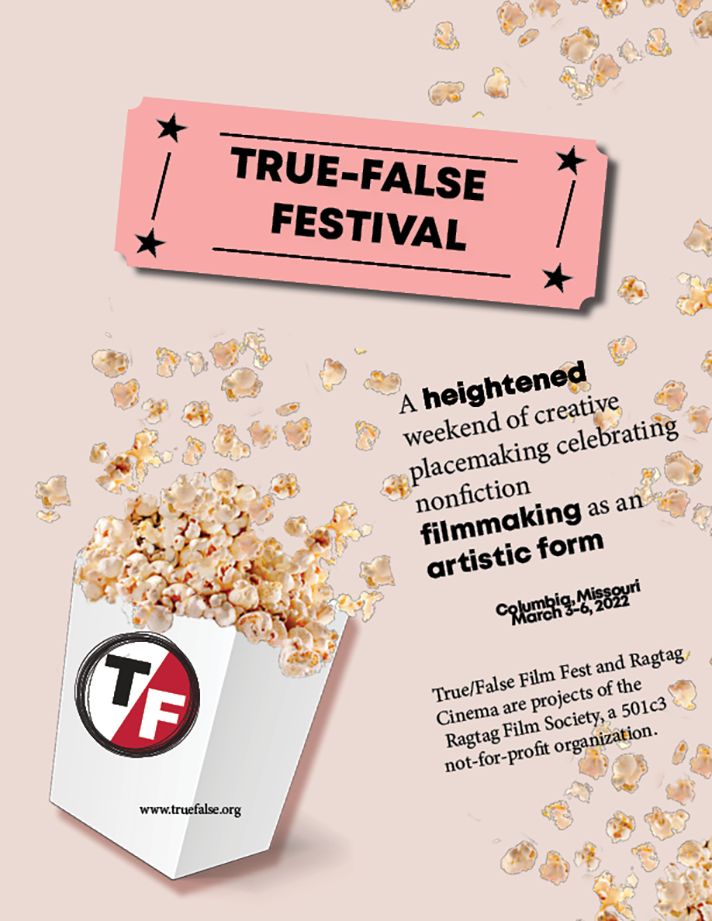 TRUE-FALSE
FESTIVAL
A heightened
weekend of creative
placemaking celebrating
nonfiction
filmmaking as an
artistic form
Columbia, Missouri
March 3-6, 2022
True/False Film Fest and Ragtag
Cinema are projects of the
Ragtag Film Society, a 501c3
not-for-profit organization.
T/F
www.truefalse.org